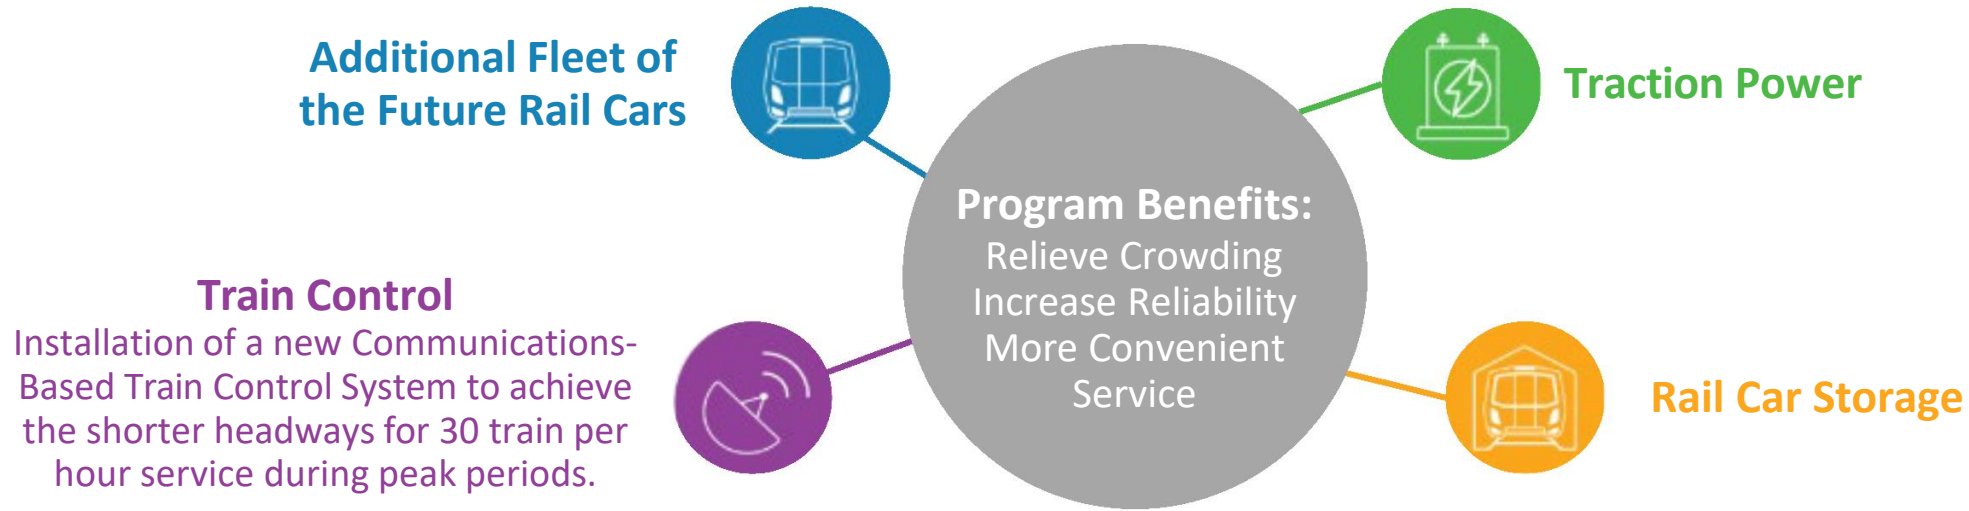 Additional Fleet of
the Future Rail Cars
Traction Power
Program Benefits:
Relieve Crowding
Increase Reliability
More Convenient
Service
Train Control
Installation of a new Communications-
Based Train Control System to achieve
the shorter headways for 30 train per
hour service during peak periods.
Rail Car Storage